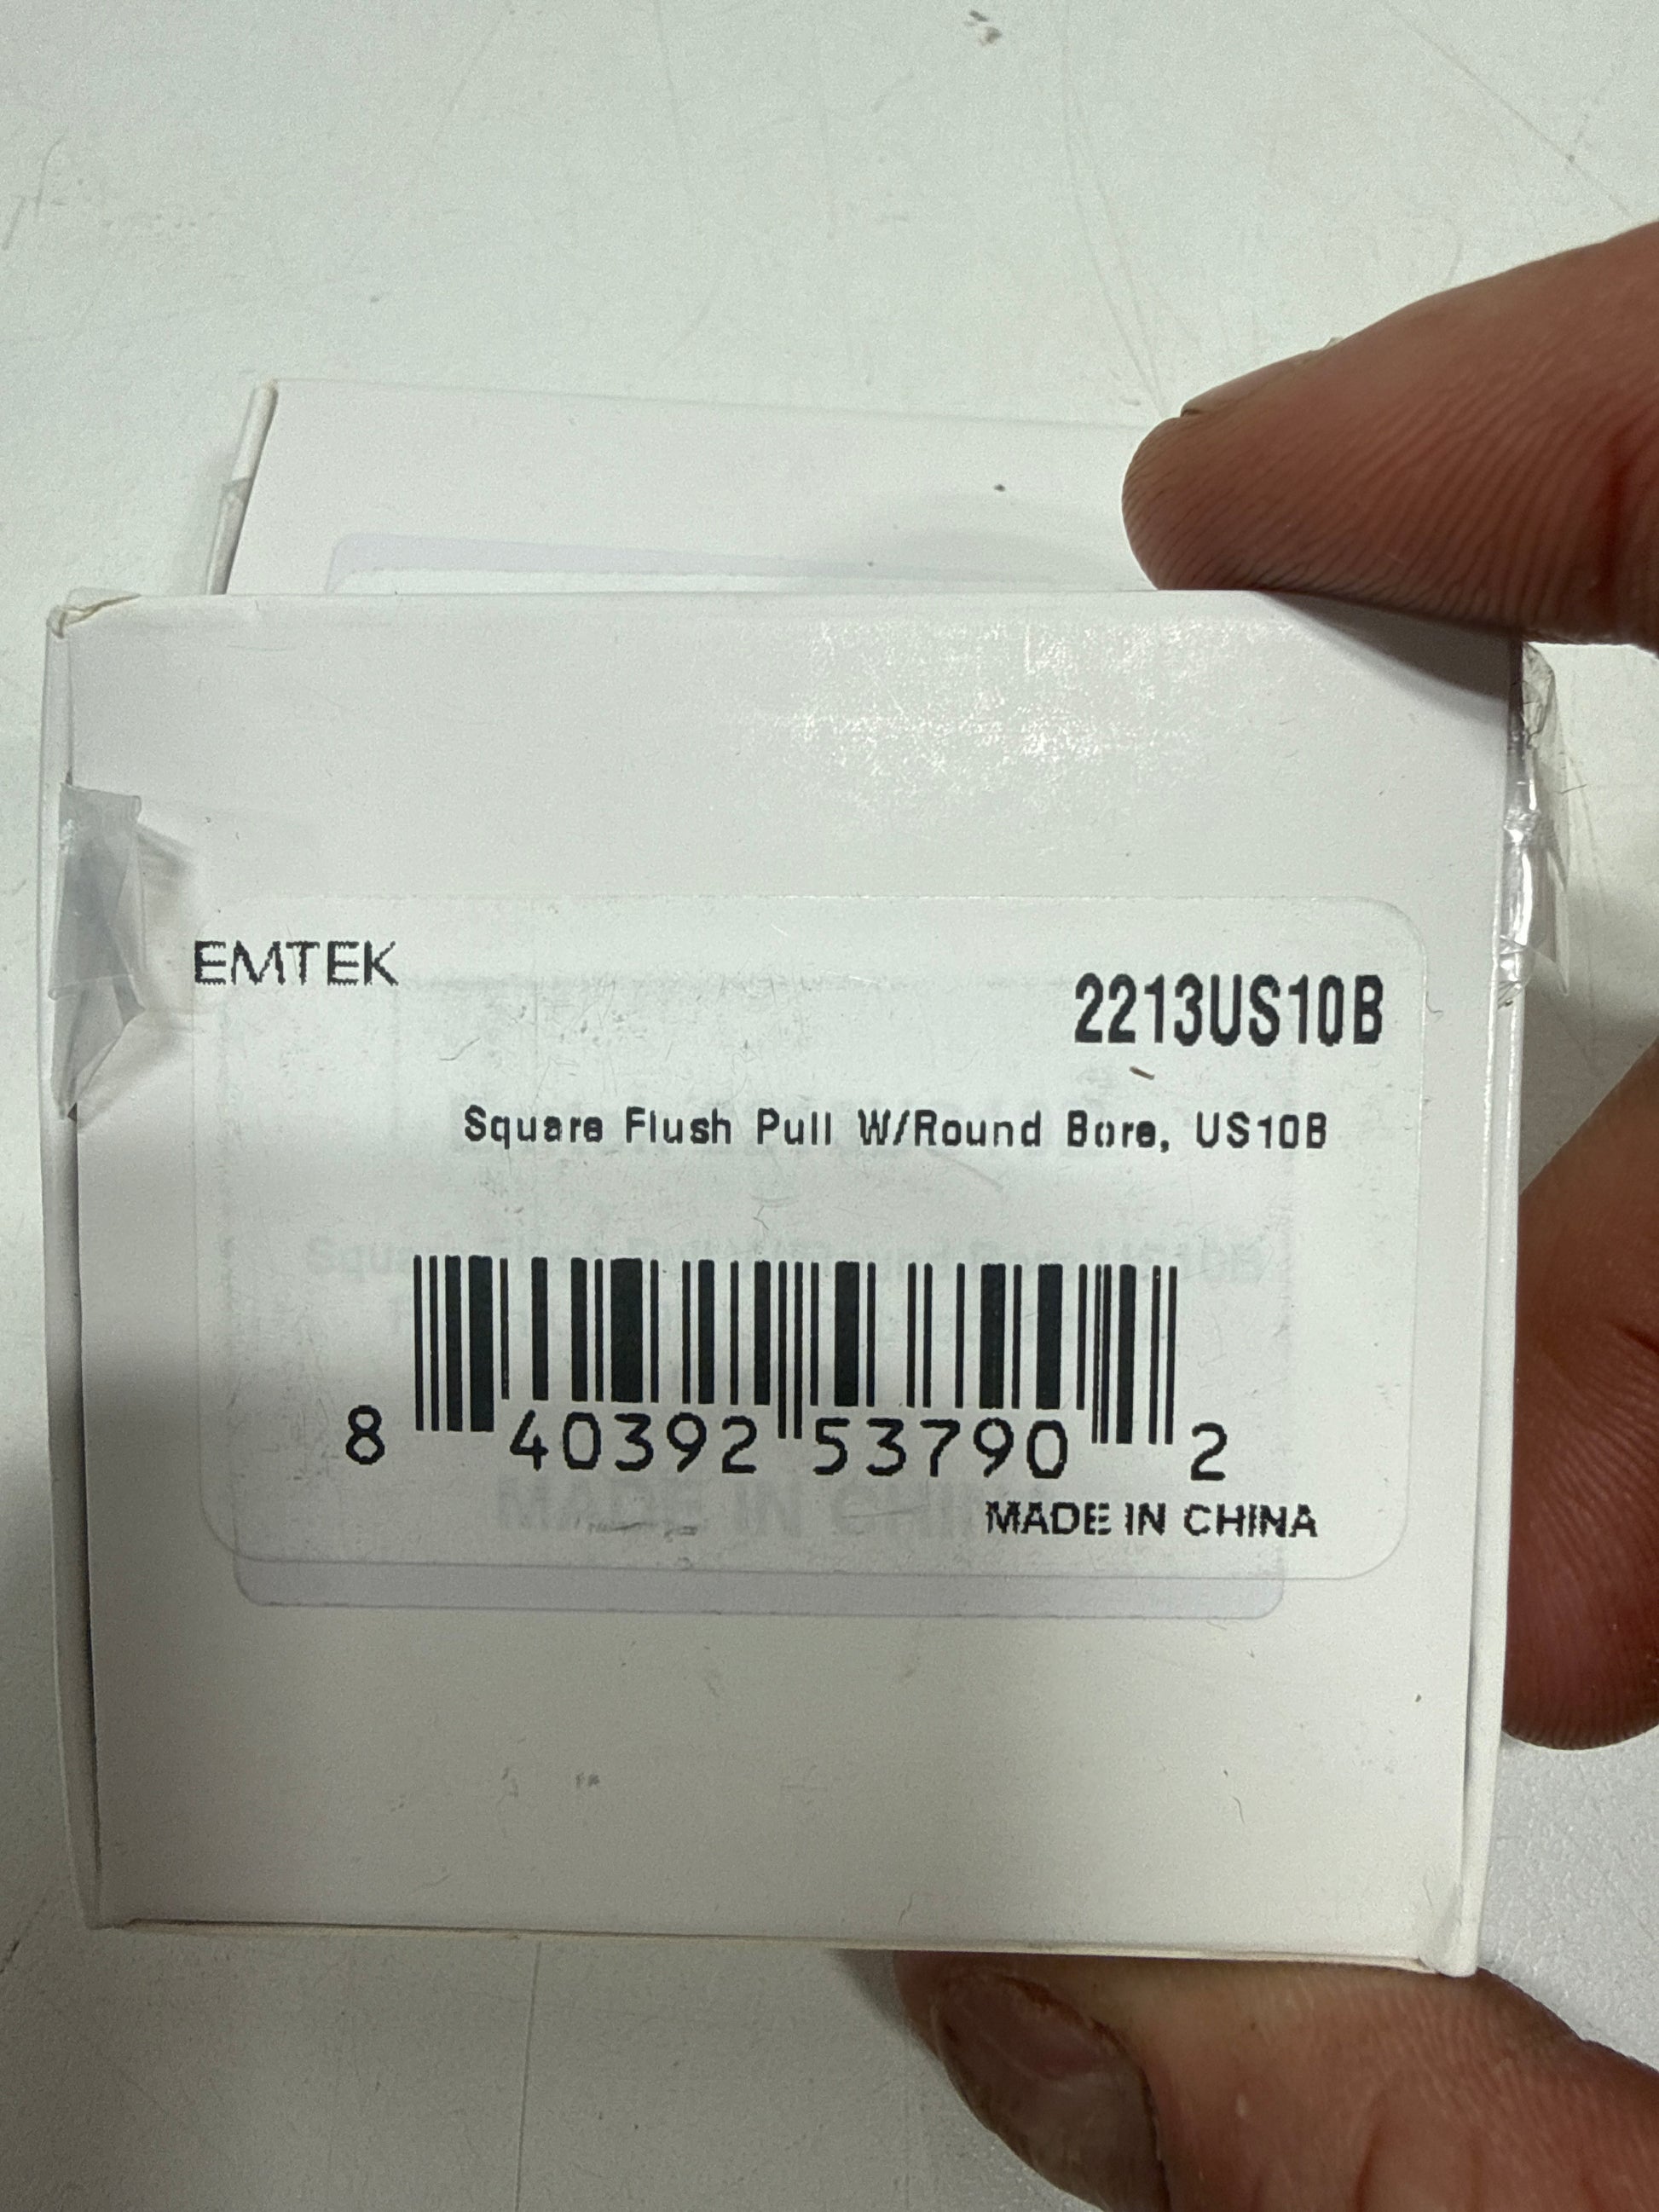 EMTEK
2213US10B
Square Flush Pull W/Round Bore, US10B
8 40392 53790 2
MADE IN CHINA